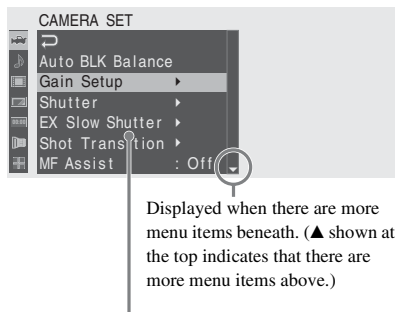 CAMERA SET
Auto BLK Balance
Gain Setup
Shutter
EX Slow Shutter
Shot Transition
MF Assist : Off
Displayed when there are more
menu items beneath. (▲ shown at
the top indicates that there are
more menu items above.)